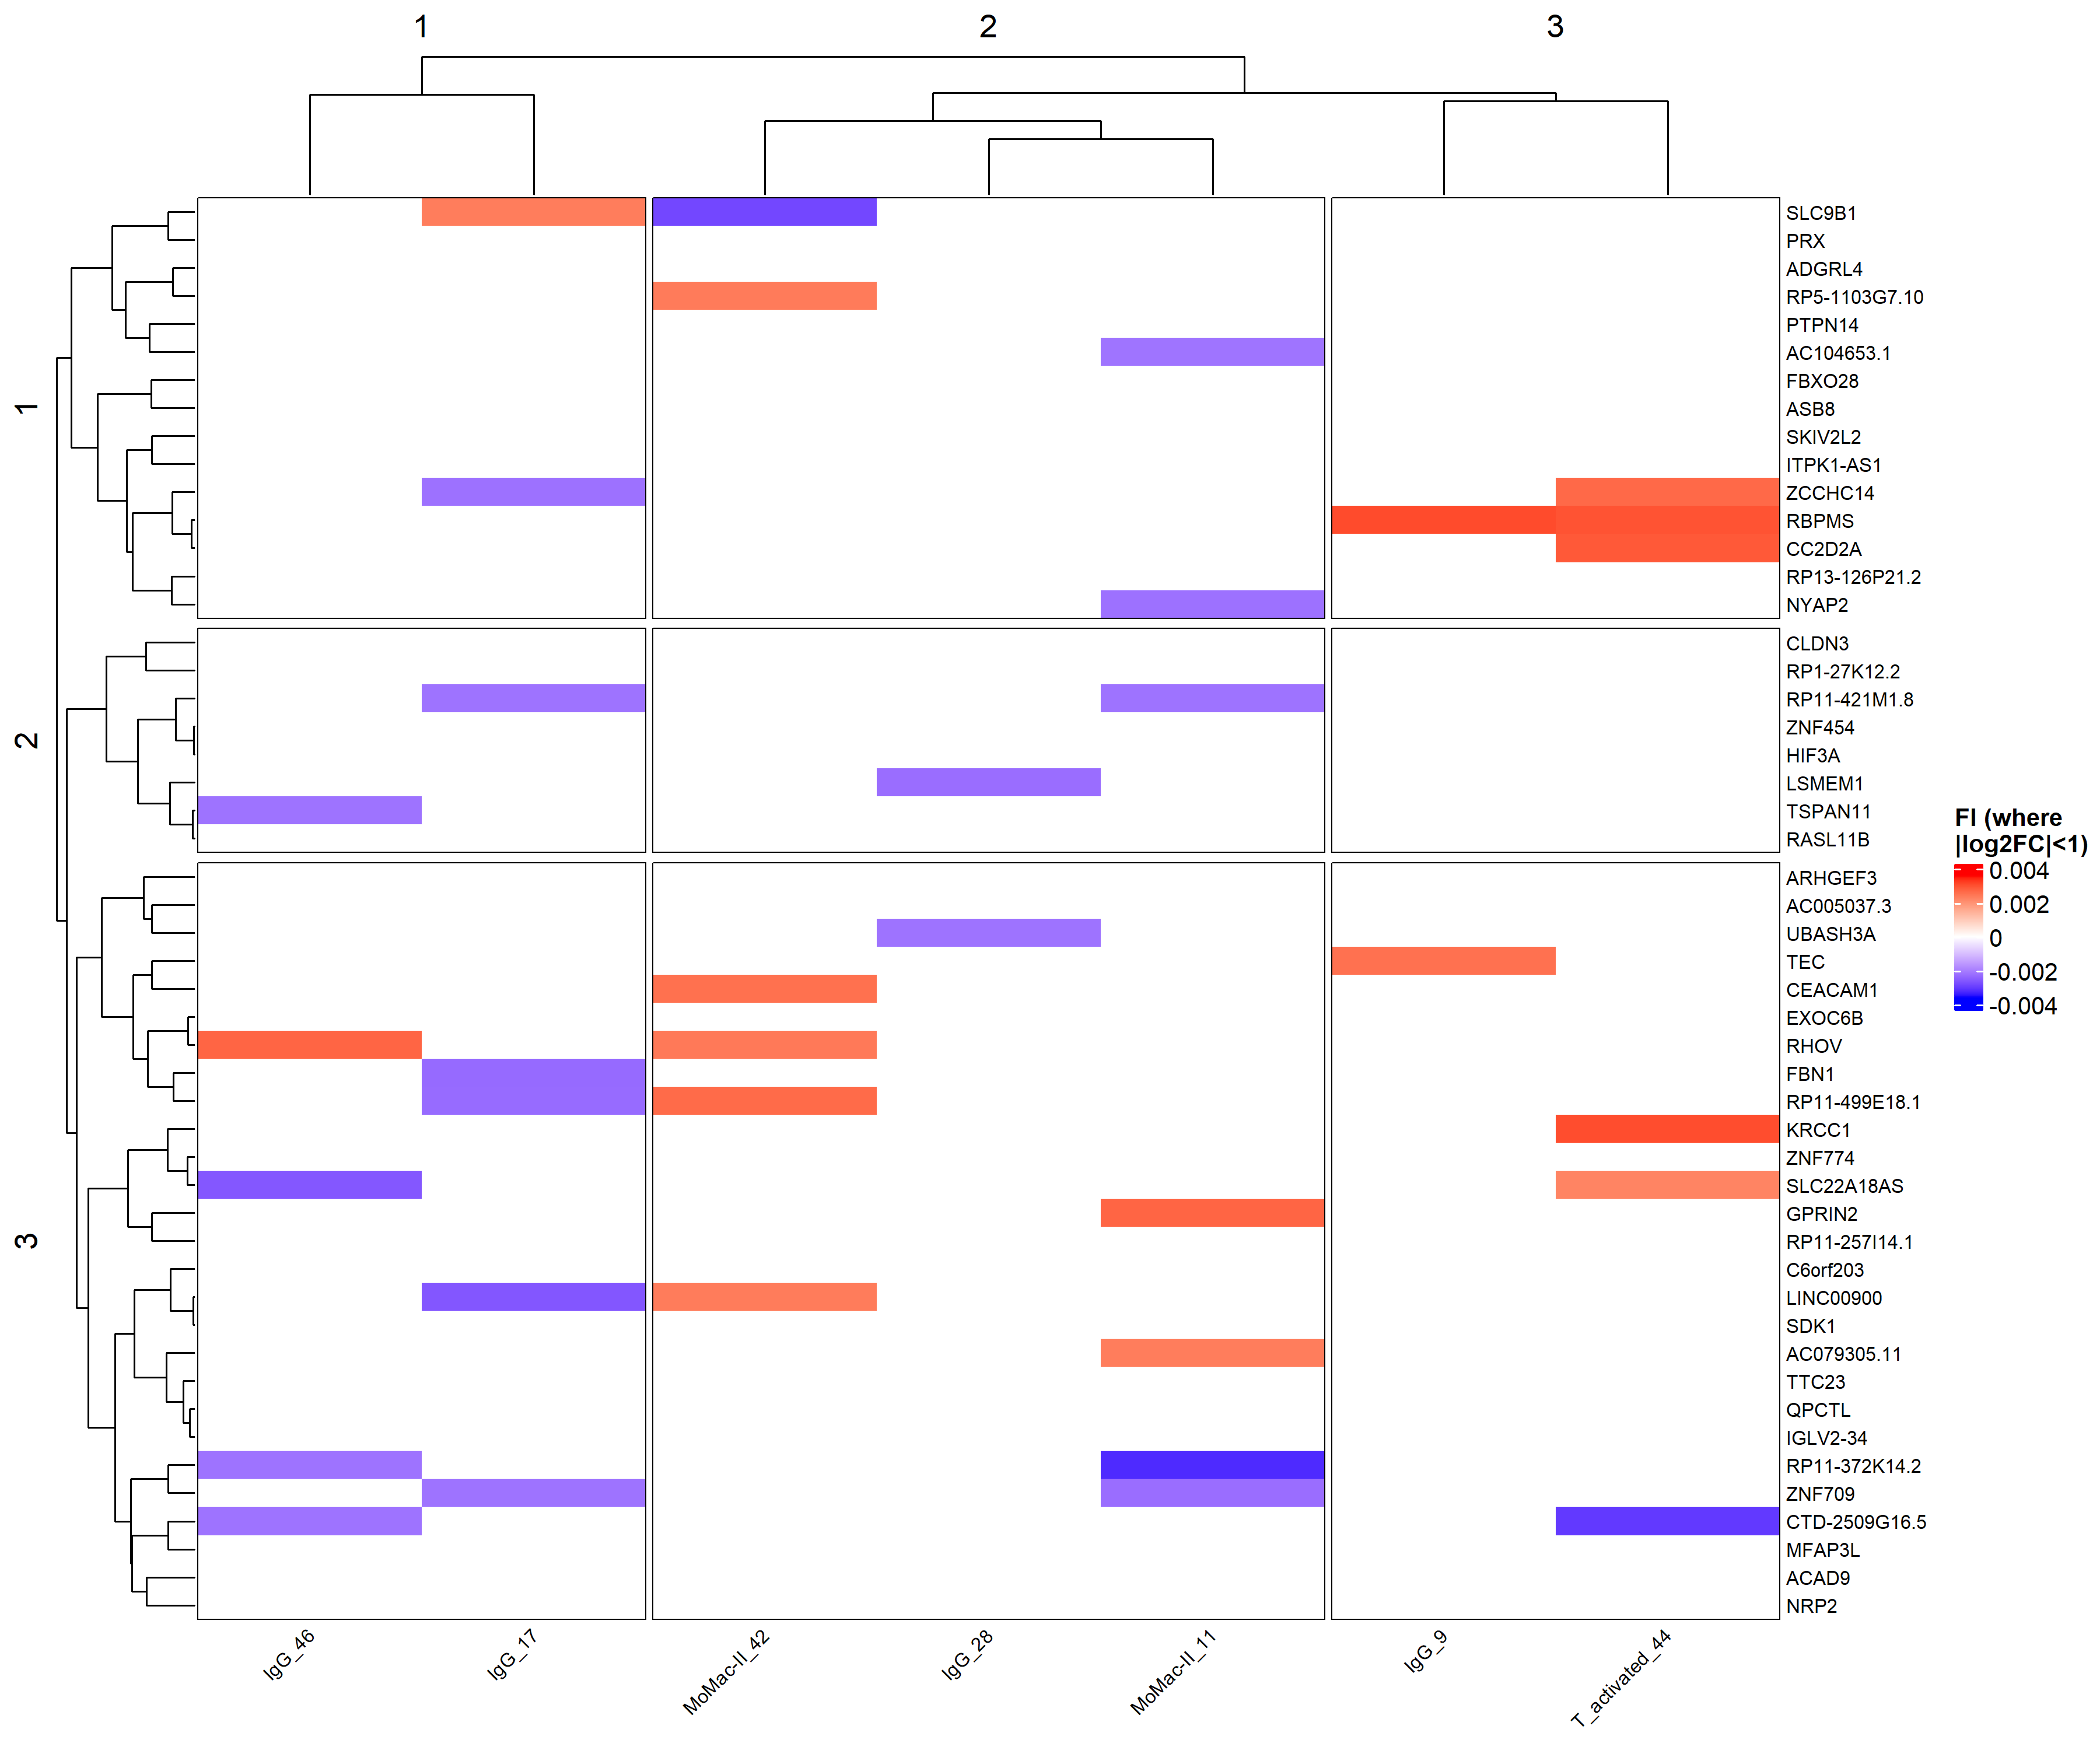 1
2
3
SLC9B1
PRX
ADGRL4
RP5-1103G7.10
PTPN14
AC104653.1
FBXO28
ASB8
SKIV2L2
ITPK1-AS1
ZCCHC14
RBPMS
CC2D2A
RP13-126P21.2
NYAP2
1
CLDN3
RP1-27K12.2
RP11-421M1.8
ZNF454
HIF3A
LSMEM1
TSPAN11
RASL11B
2
ARHGEF3
AC005037.3
UBASH3A
TEC
CEACAM1
EXOC6B
RHOV
FBN1
RP11-499E18.1
KRCC1
ZNF774
SLC22A18AS
GPRIN2
RP11-257I14.1
C6orf203
LINC00900
SDK1
AC079305.11
TTC23
QPCTL
IGLV2-34
RP11-372K14.2
ZNF709
CTD-2509G16.5
MFAP3L
ACAD9
NRP2
3
FI (where
|log2FC|<1)
0.004
0.002
0
-0.002
-0.004
IgG_46
IgG_17
MoMac-II_42
IgG_28
MoMac-II_11
IgG_9
T_activated_44